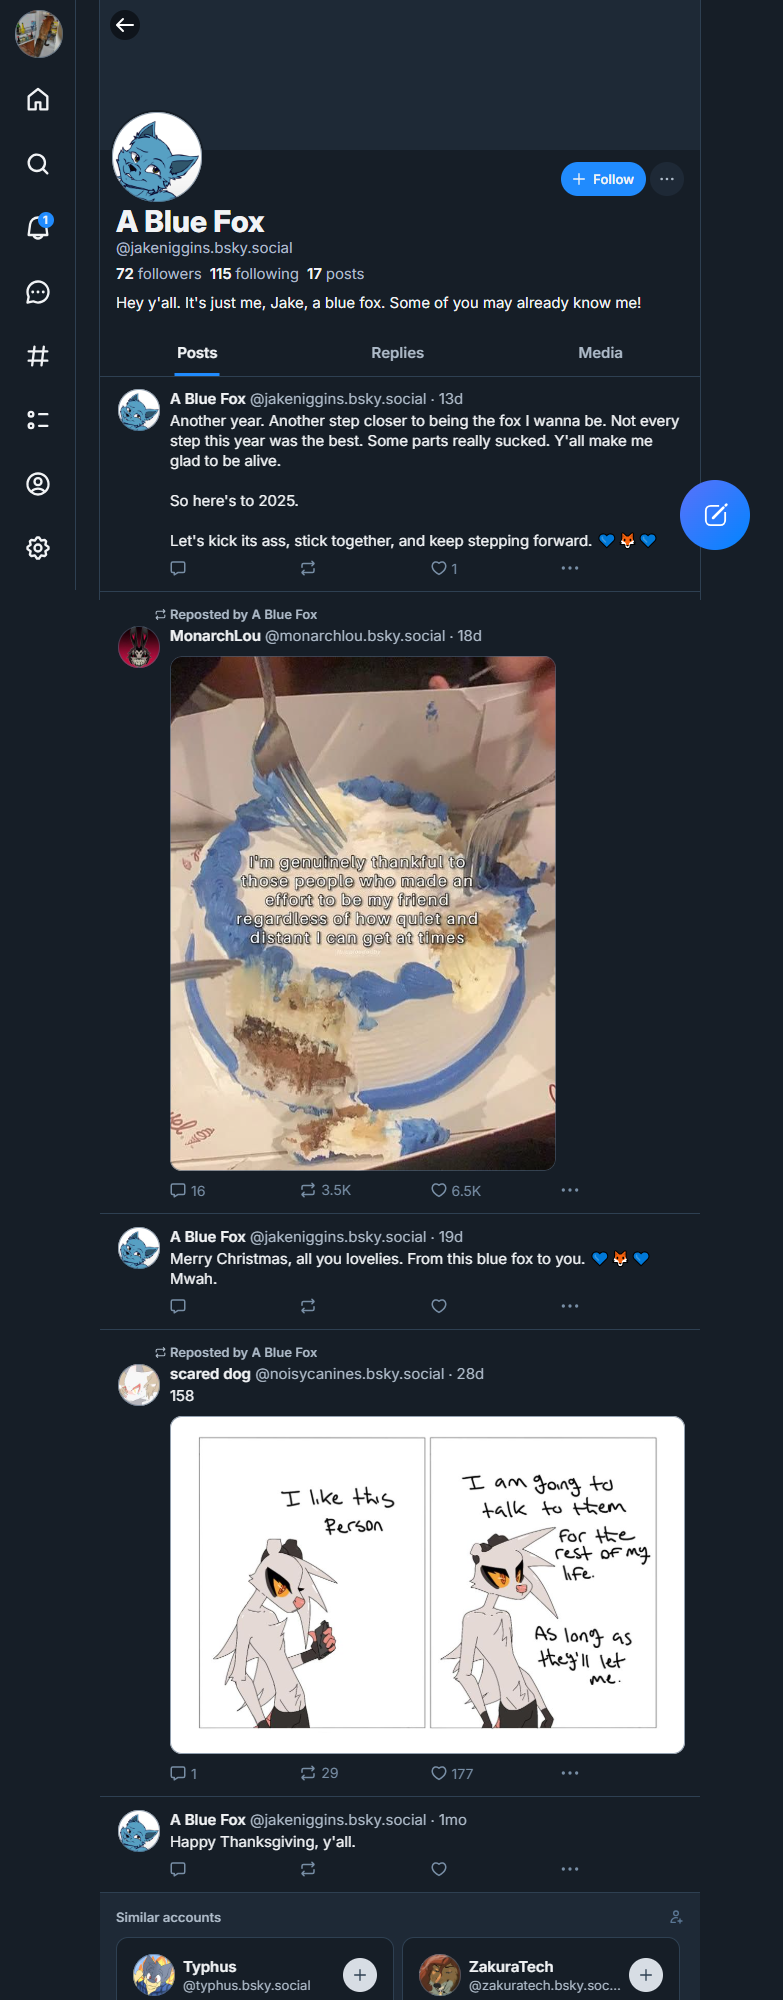 1
+ Follow
A Blue Fox
@jakeniggins.bsky.social
72 followers 115 following 17 posts
Hey y'all. It's just me, Jake, a blue fox. Some of you may already know me!
Posts Replies Media
A Blue Fox @jakeniggins.bsky.social · 13d
Another year. Another step closer to being the fox I wanna be. Not every
step this year was the best. Some parts really sucked. Y'all make me
glad to be alive.
So here's to 2025.
Let's kick its ass, stick together, and keep stepping forward. 💙🦊💙
1
Reposted by A Blue Fox
MonarchLou @monarchlou.bsky.social · 18d
I'm genuinely thankful to
those people who made an
effort to be my friend
regardless of how quiet and
distant I can get at times
16 3.5K 6.5K
A Blue Fox @jakeniggins.bsky.social · 19d
Merry Christmas, all you lovelies. From this blue fox to you. 💙🦊💙
Mwah.
Reposted by A Blue Fox
scared dog @noisycanines.bsky.social · 28d
158
I like this
Person
I am going to
talk to them
for the
rest of my
life.
As long as
they'll let
me.
1 29 177
A Blue Fox @jakeniggins.bsky.social · 1mo
Happy Thanksgiving, y'all.
Similar accounts
Typhus
@typhus.bsky.social
ZakuraTech
@zakuratech.bsky.soc...